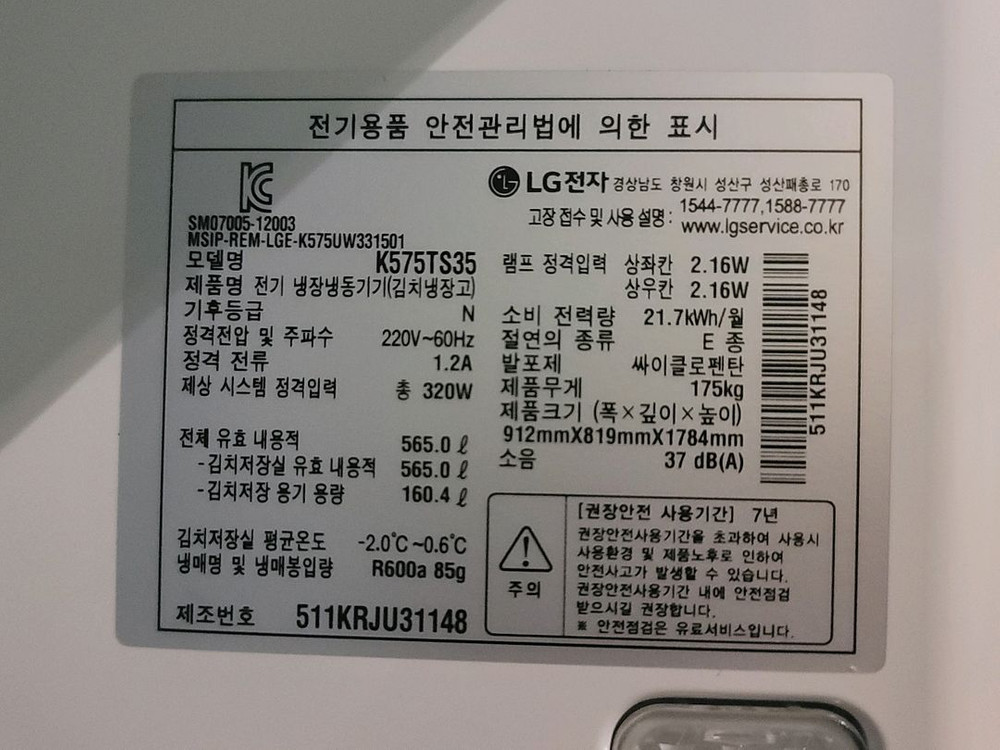 전기용품 안전관리법에 의한 표시
SM07005-12003
MSIP-REM-LGE-K575UW331501
LG전자 경상남도 창원시 성산구 성산패총로 170
고장 접수 및 사용 설명 : 1544-7777,1588-7777
www.lgservice.co.kr
모델명 K575TS35
제품명 전기 냉장냉동기기(김치냉장고)
기후등급 N
정격전압 및 주파수 220V~60Hz
정격 전류 1.2A
제상 시스템 정격입력 총 320W
전체 유효 내용적 565.0 ℓ
-김치저장실 유효 내용적 565.0 ℓ
-김치저장 용기 용량 160.4 ℓ
김치저장실 평균온도 -2.0℃ ~0.6℃
냉매명 및 냉매봉입량 R600a 85g
제조번호 511KRJU31148
램프 정격입력 상좌칸 2.16W
상우칸 2.16W
소비 전력량 21.7kWh/월
절연의 종류 E 종
발포제 싸이클로펜탄
제품무게 175kg
제품크기 (폭×깊이×높이)
912mmX819mmX1784mm
소음 37 dB(A)
511KRJU31148
주의
[권장안전 사용기간] 7년
권장안전사용기간을 초과하여 사용시
사용환경 및 제품노후로 인하여
안전사고가 발생할 수 있습니다.
권장안전사용기간 내에 안전점검
받으시길 권장합니다.
※ 안전점검은 유료서비스입니다.